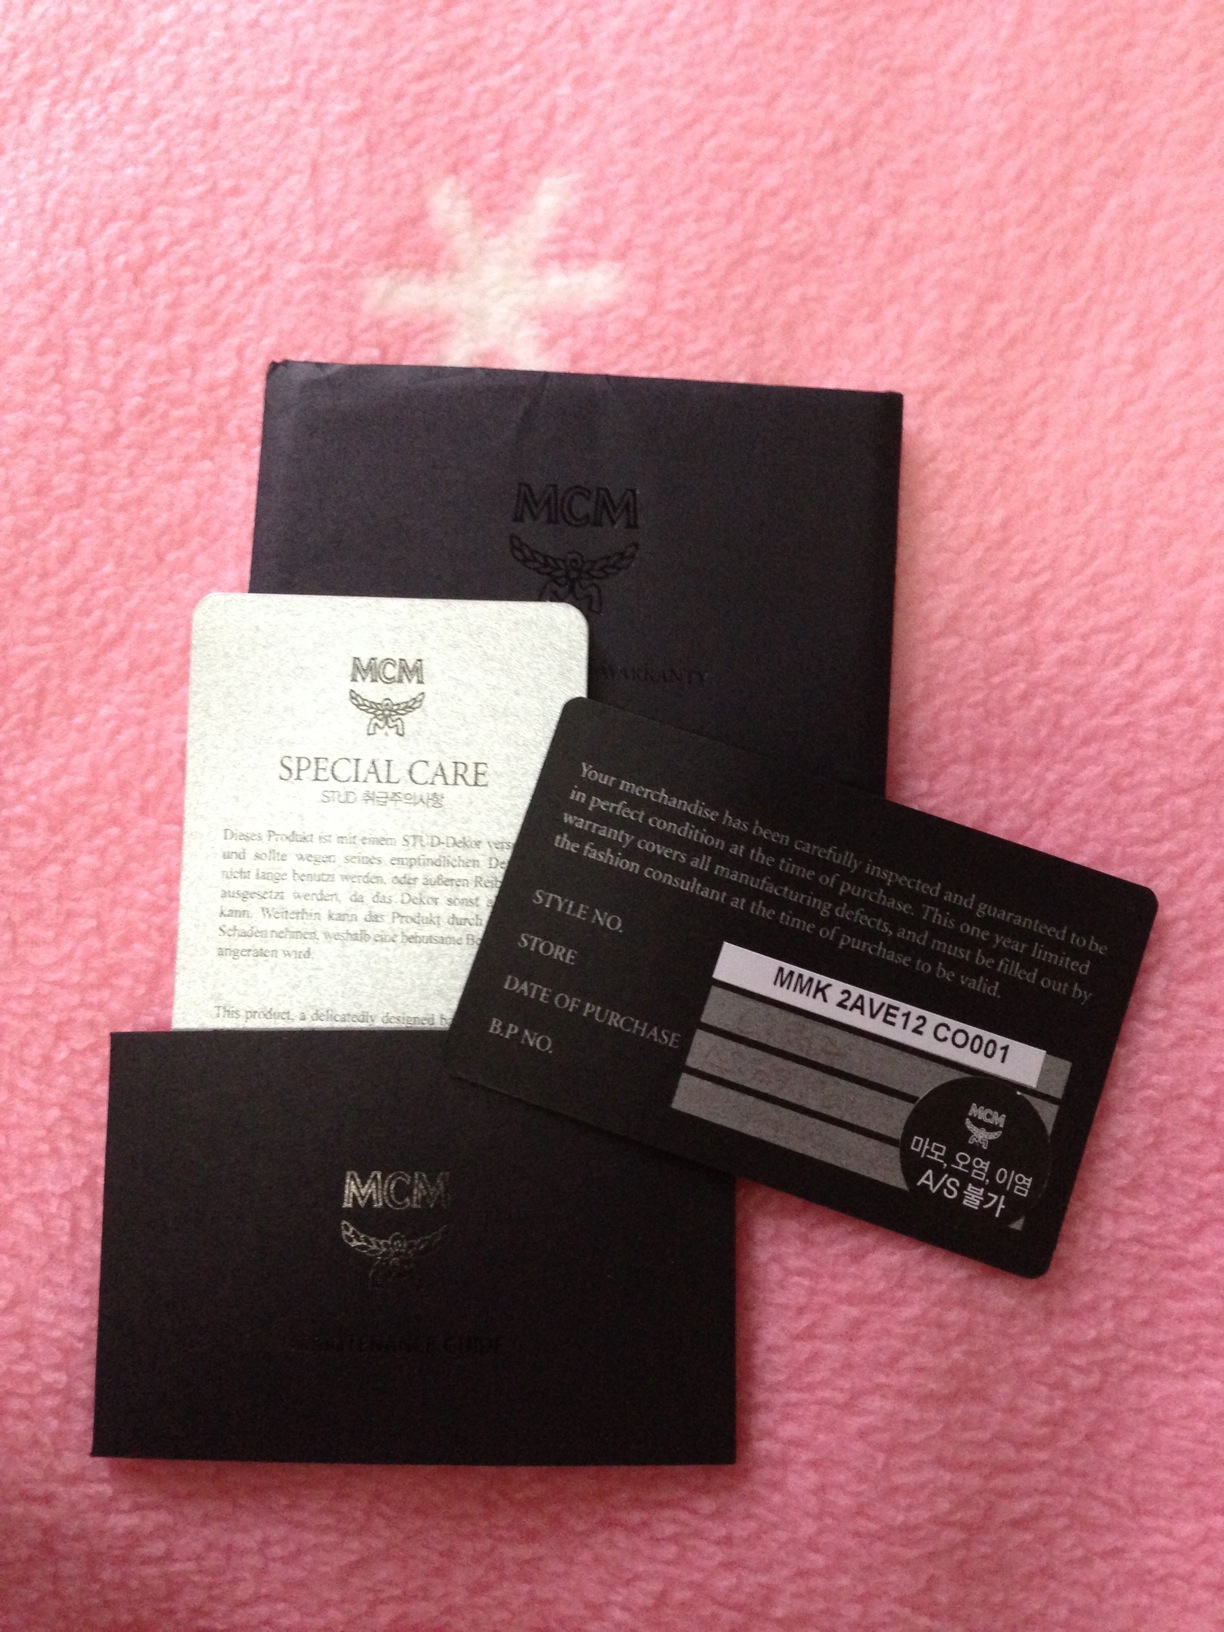 MCM
WARRANTY
MCM
SPECIAL CARE
STUD 취급주의사항
Dieses Produkt ist mit einem STUD-Dekor
und sollte wegen seines empfindlichen
nicht lange benutzt werden, oder äußeren
ausgesetzt werden, da das Dekor sonst
kann. Weiterhin kann das Produkt durch
Schaden nehmen, weshalb eine behutsame
angeraten wird.
This product, a delicatedly designed
Your merchandise has been carefully inspected and guaranteed to be
in perfect condition at the time of purchase. This one year limited
warranty covers all manufacturing defects, and must be filled out by
the fashion consultant at the time of purchase to be valid.
STYLE NO. MMK 2AVE12 CO001
STORE
DATE OF PURCHASE
B.P NO.
MCM
마모, 오염, 이염
A/S 불가
MCM
MAINTENANCE GUIDE